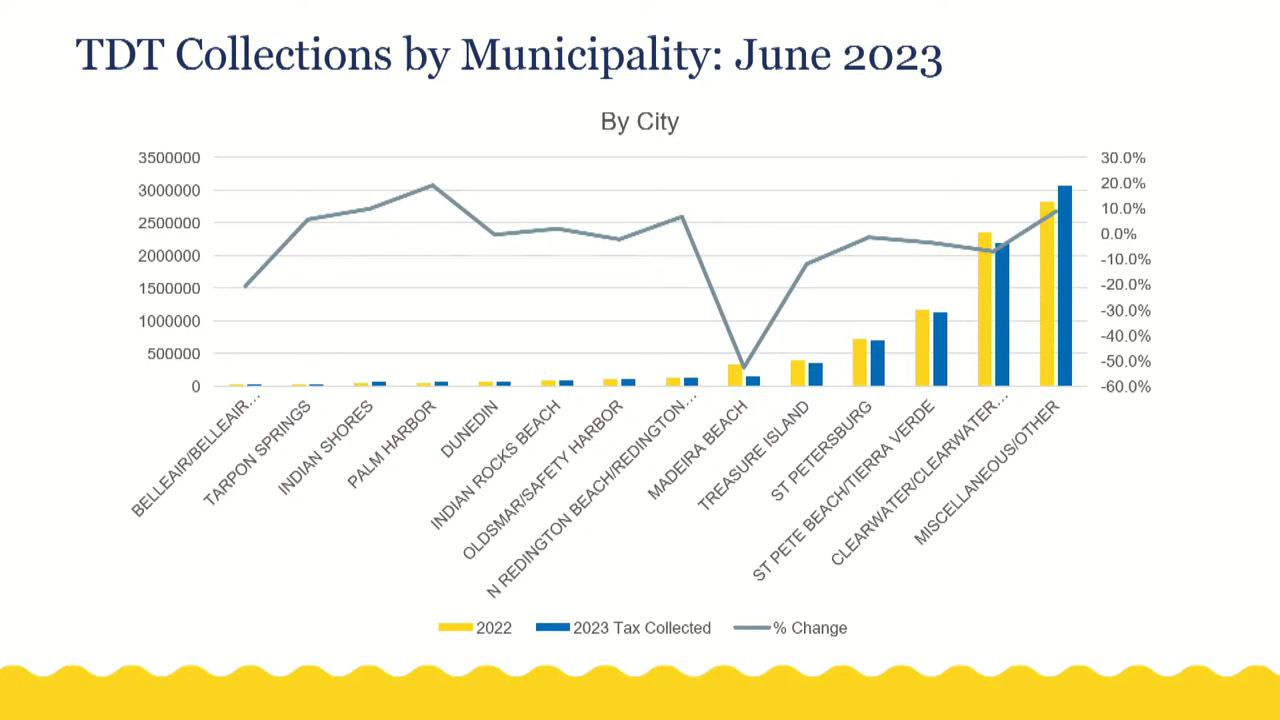 TDT Collections by Municipality: June 2023
By City
3500000
3000000
2500000
2000000
1500000
1000000
500000
0
30.0%
20.0%
10.0%
0.0%
-10.0%
-20.0%
-30.0%
-40.0%
-50.0%
-60.0%
BELLEAIR/BELLEAIR…
TARPON SPRINGS
INDIAN SHORES
PALM HARBOR
DUNEDIN
INDIAN ROCKS BEACH
OLDSMAR/SAFETY HARBOR
N REDINGTON BEACH/REDINGTON…
MADEIRA BEACH
TREASURE ISLAND
ST PETERSBURG
ST PETE BEACH/TIERRA VERDE
CLEARWATER/CLEARWATER…
MISCELLANEOUS/OTHER
2022 2023 Tax Collected % Change